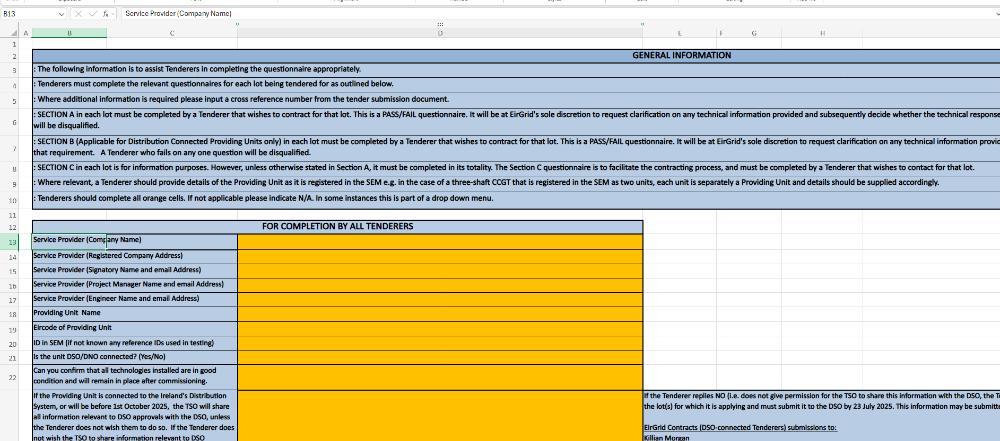 B13
fx
Service Provider (Company Name)
A B C D E F G H
1
2 GENERAL INFORMATION
3 : The following information is to assist Tenderers in completing the questionnaire appropriately.
4 : Tenderers must complete the relevant questionnaires for each lot being tendered for as outlined below.
5 : Where additional information is required please input a cross reference number from the tender submission document.
6 : SECTION A in each lot must be completed by a Tenderer that wishes to contract for that lot. This is a PASS/FAIL questionnaire. It will be at EirGrid's sole discretion to request clarification on any technical information provided and subsequently decide whether the technical response
will be disqualified.
7 : SECTION B (Applicable for Distribution Connected Providing Units only) in each lot must be completed by a Tenderer that wishes to contract for that lot. This is a PASS/FAIL questionnaire. It will be at EirGrid's sole discretion to request clarification on any technical information
that requirement. A Tenderer who fails on any one question will be disqualified.
8 : SECTION C in each lot is for information purposes. However, unless otherwise stated in Section A, it must be completed in its totality. The Section C questionnaire is to facilitate the contracting process, and must be completed by a Tenderer that wishes to contact for that lot.
9 : Where relevant, a Tenderer should provide details of the Providing Unit as it is registered in the SEM e.g. in the case of a three-shaft CCGT that is registered in the SEM as two units, each unit is separately a Providing Unit and details should be supplied accordingly.
10 : Tenderers should complete all orange cells. If not applicable please indicate N/A. In some instances this is part of a drop down menu.
11
12 FOR COMPLETION BY ALL TENDERERS
13 Service Provider (Company Name)
14 Service Provider (Registered Company Address)
15 Service Provider (Signatory Name and email Address)
16 Service Provider (Project Manager Name and email Address)
17 Service Provider (Engineer Name and email Address)
18 Providing Unit  Name
19 Eircode of Providing Unit
20 ID in SEM (if not known any reference IDs used in testing)
21 Is the unit DSO/DNO connected? (Yes/No)
22 Can you confirm that all technologies installed are in good
condition and will remain in place after commissioning.
If the Providing Unit is connected to the Ireland's Distribution
System, or will be before 1st October 2025,  the TSO will share
all information relevant to DSO approvals with the DSO, unless
the Tenderer does not wish them to do so.  If the Tenderer does
not wish the TSO to share information relevant to DSO
If the Tenderer replies NO (i.e. does not give permission for the TSO to share this information with the DSO, the
the lot(s) for which it is applying and must submit it to the DSO by 23 July 2025. This information may be
EirGrid Contracts (DSO-connected Tenderers) submissions to:
Killian Morgan